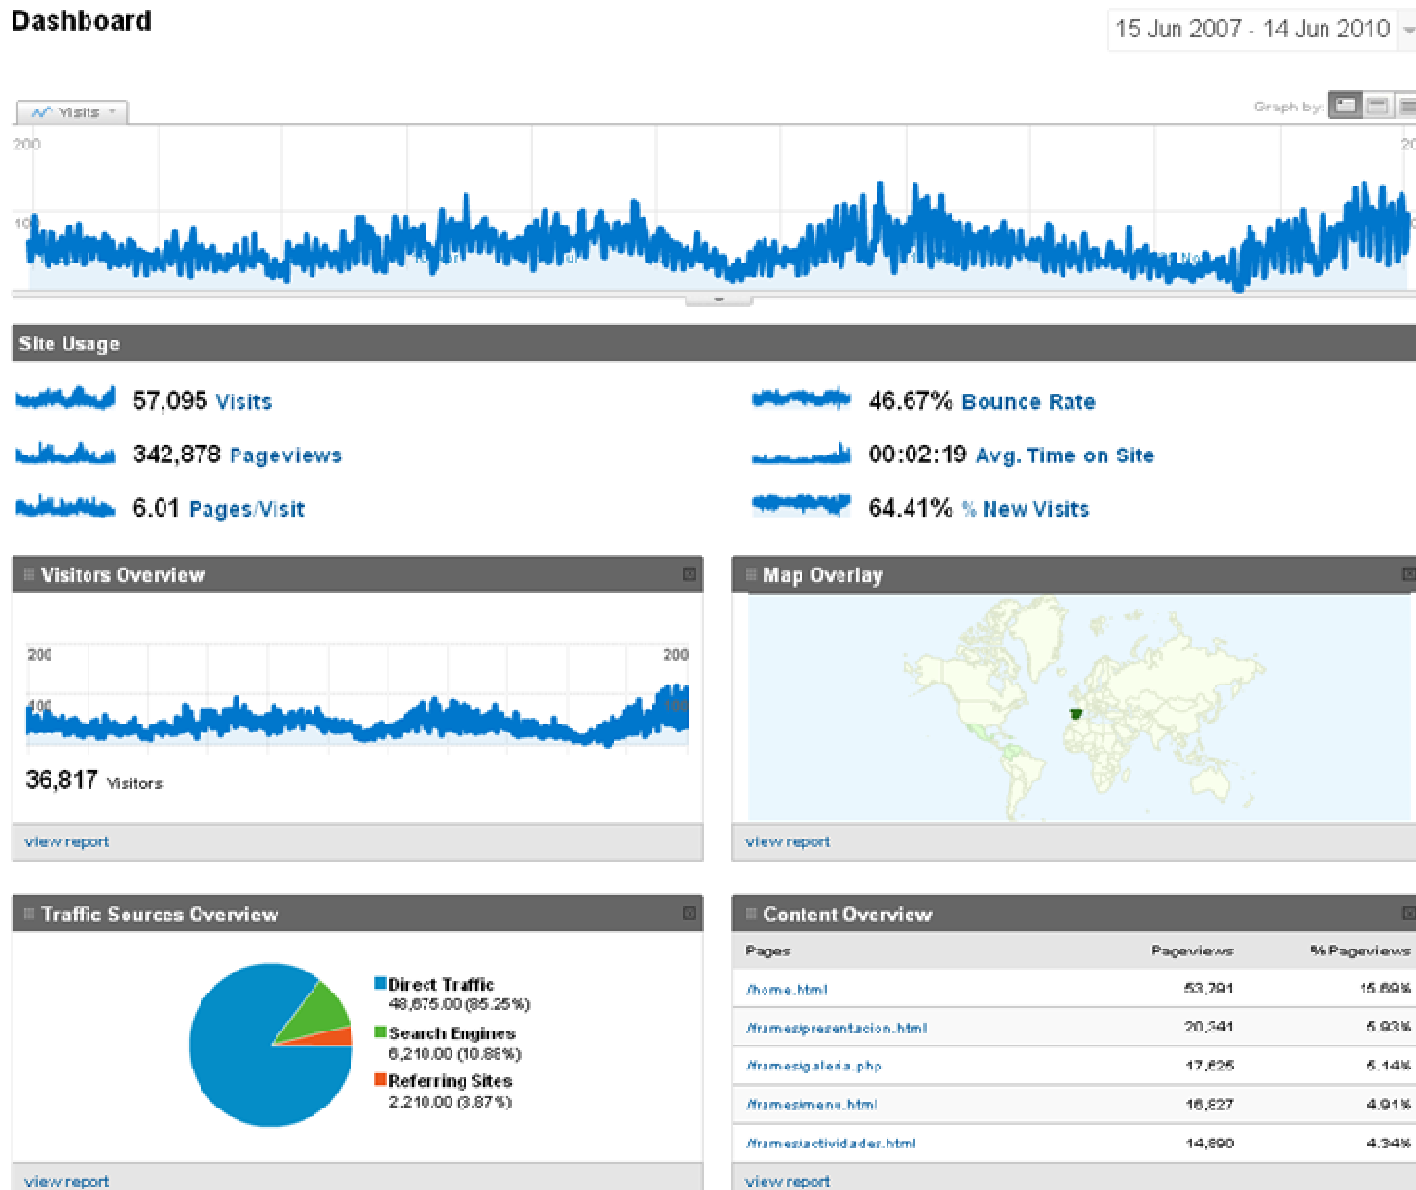 Dashboard
15 Jun 2007 - 14 Jun 2010
Visits
Graph by:
200
20
100
Site Usage
57,095 Visits
46.67% Bounce Rate
342,878 Pageviews
00:02:19 Avg. Time on Site
6.01 Pages/Visit
64.41% % New Visits
Visitors Overview
200
200
100
100
36,817 Visitors
view report
Map Overlay
view report
Traffic Sources Overview
Direct Traffic
48,675.00 (85.25%)
Search Engines
6,210.00 (10.88%)
Referring Sites
2,210.00 (3.87%)
view report
Content Overview
Pages Pageviews % Pageviews
/home.html 53,791 15.69%
/frames/presentacion.html 20,341 5.93%
/frames/galeria.php 17,625 5.14%
/frames/menu.html 16,827 4.91%
/frames/actividades.html 14,890 4.34%
view report